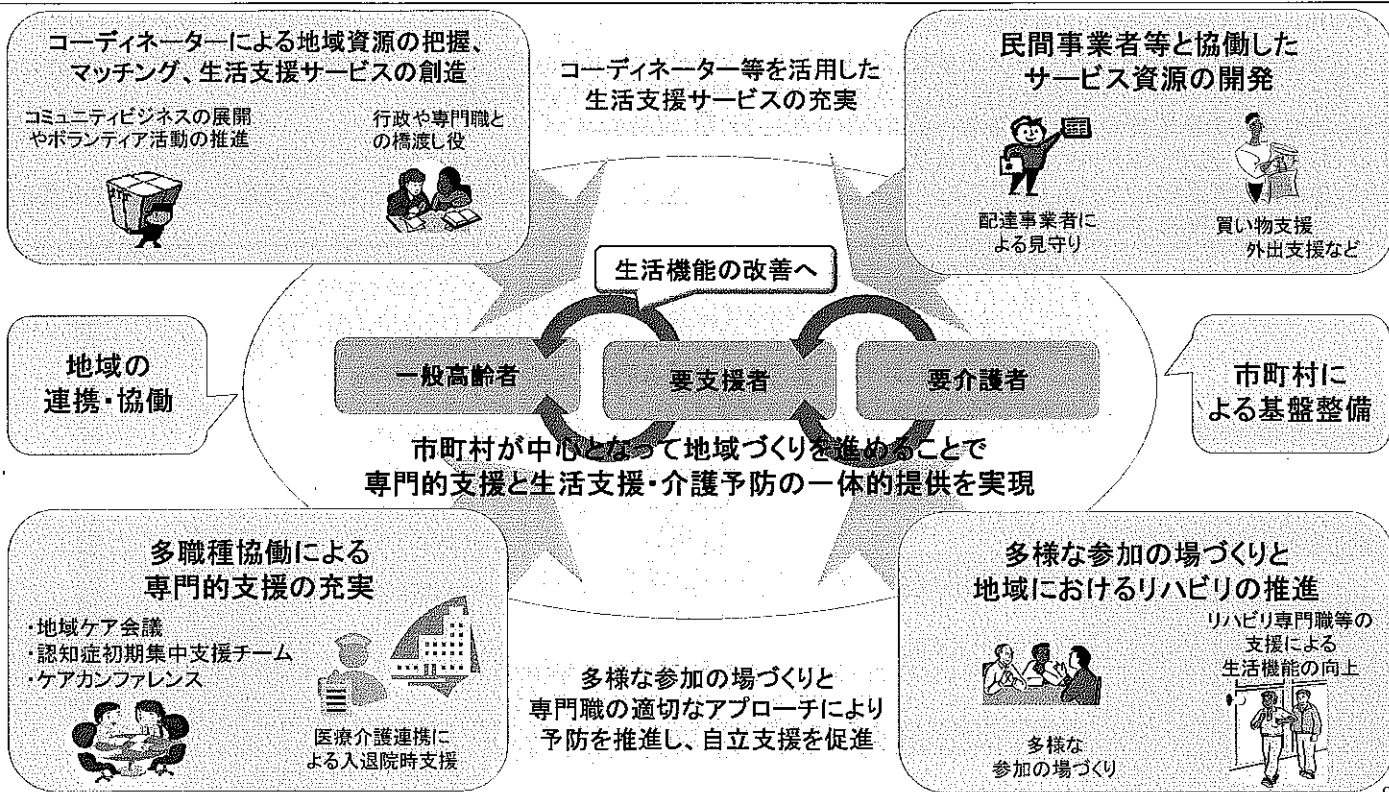 コーディネーターによる地域資源の把握、
マッチング、生活支援サービスの創造
コミュニティビジネスの展開
やボランティア活動の推進
行政や専門職と
の橋渡し役
コーディネーター等を活用した
生活支援サービスの充実
民間事業者等と協働した
サービス資源の開発
配達事業者に
よる見守り
買い物支援
外出支援など
生活機能の改善へ
地域の
連携・協働
一般高齢者
要支援者
要介護者
市町村に
よる基盤整備
市町村が中心となって地域づくりを進めることで
専門的支援と生活支援・介護予防の一体的提供を実現
多職種協働による
専門的支援の充実
・地域ケア会議
・認知症初期集中支援チーム
・ケアカンファレンス
医療介護連携に
よる入退院時支援
多様な参加の場づくりと
専門職の適切なアプローチにより
予防を推進し、自立支援を促進
多様な参加の場づくりと
地域におけるリハビリの推進
リハビリ専門職等の
支援による
生活機能の向上
多様な
参加の場づくり